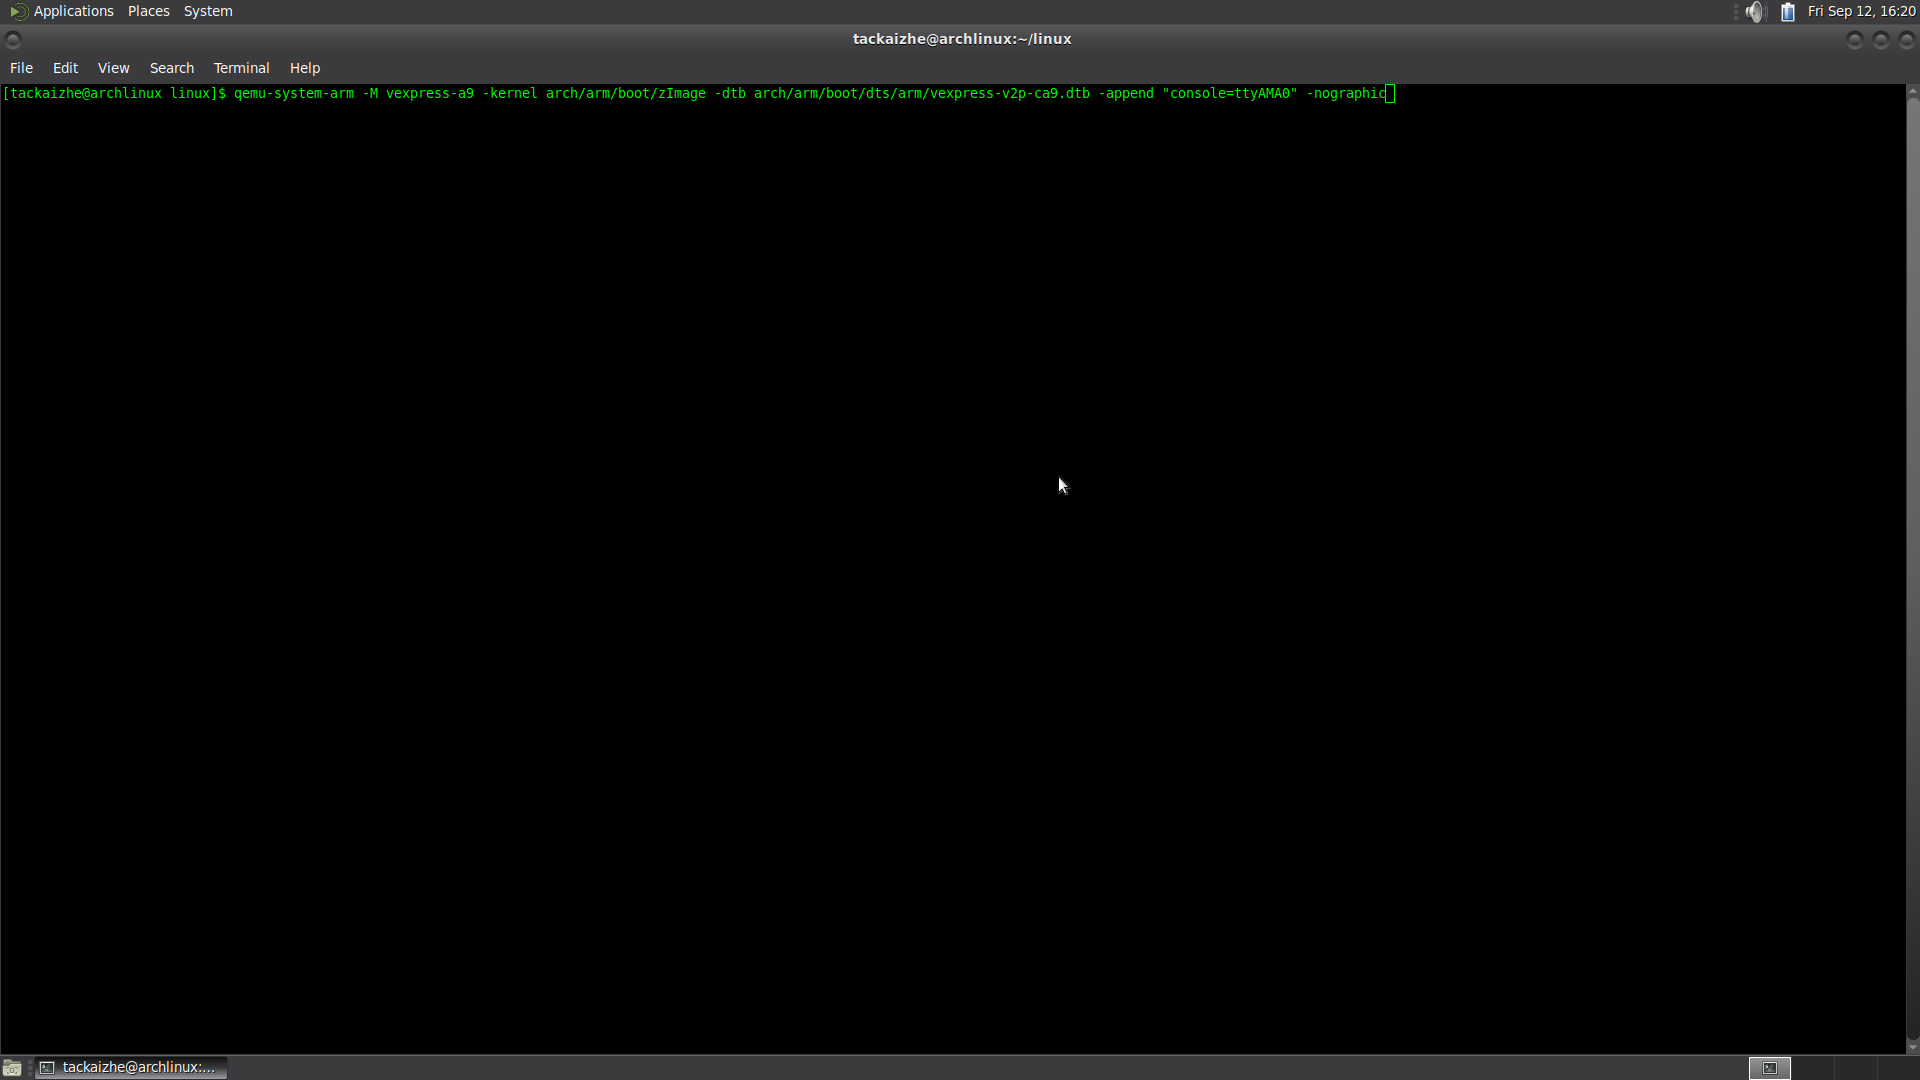 Applications Places System
Fri Sep 12, 16:20
tackaizhe@archlinux:~/linux
File Edit View Search Terminal Help
[tackaizhe@archlinux linux]$ qemu-system-arm -M vexpress-a9 -kernel arch/arm/boot/zImage -dtb arch/arm/boot/dts/arm/vexpress-v2p-ca9.dtb -append "console=ttyAMA0" -nographic
tackaizhe@archlinux:...